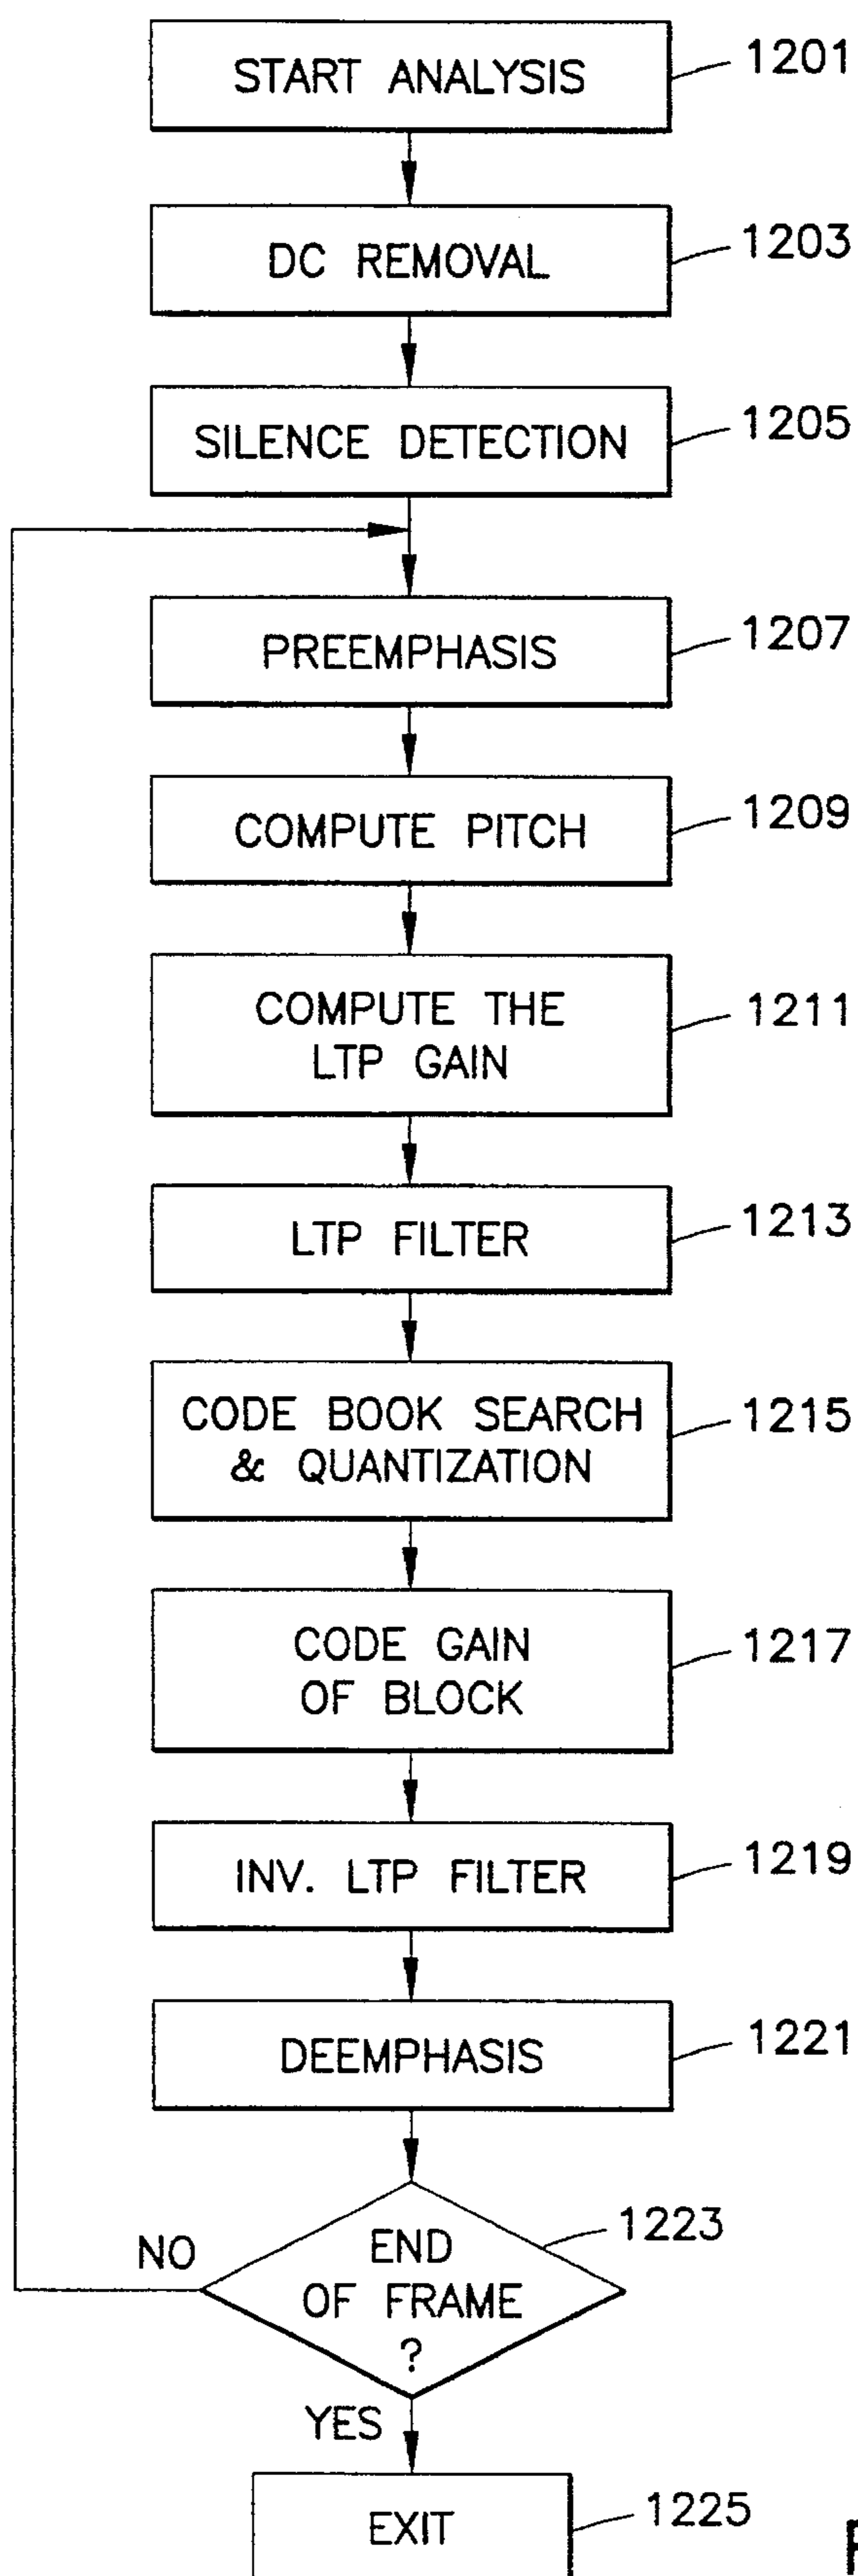 START ANALYSIS
1201
DC REMOVAL
1203
SILENCE DETECTION
1205
PREEMPHASIS
1207
COMPUTE PITCH
1209
COMPUTE THE
LTP GAIN
1211
LTP FILTER
1213
CODE BOOK SEARCH
& QUANTIZATION
1215
CODE GAIN
OF BLOCK
1217
INV. LTP FILTER
1219
DEEMPHASIS
1221
END
OF FRAME
?
1223
NO
YES
EXIT
1225